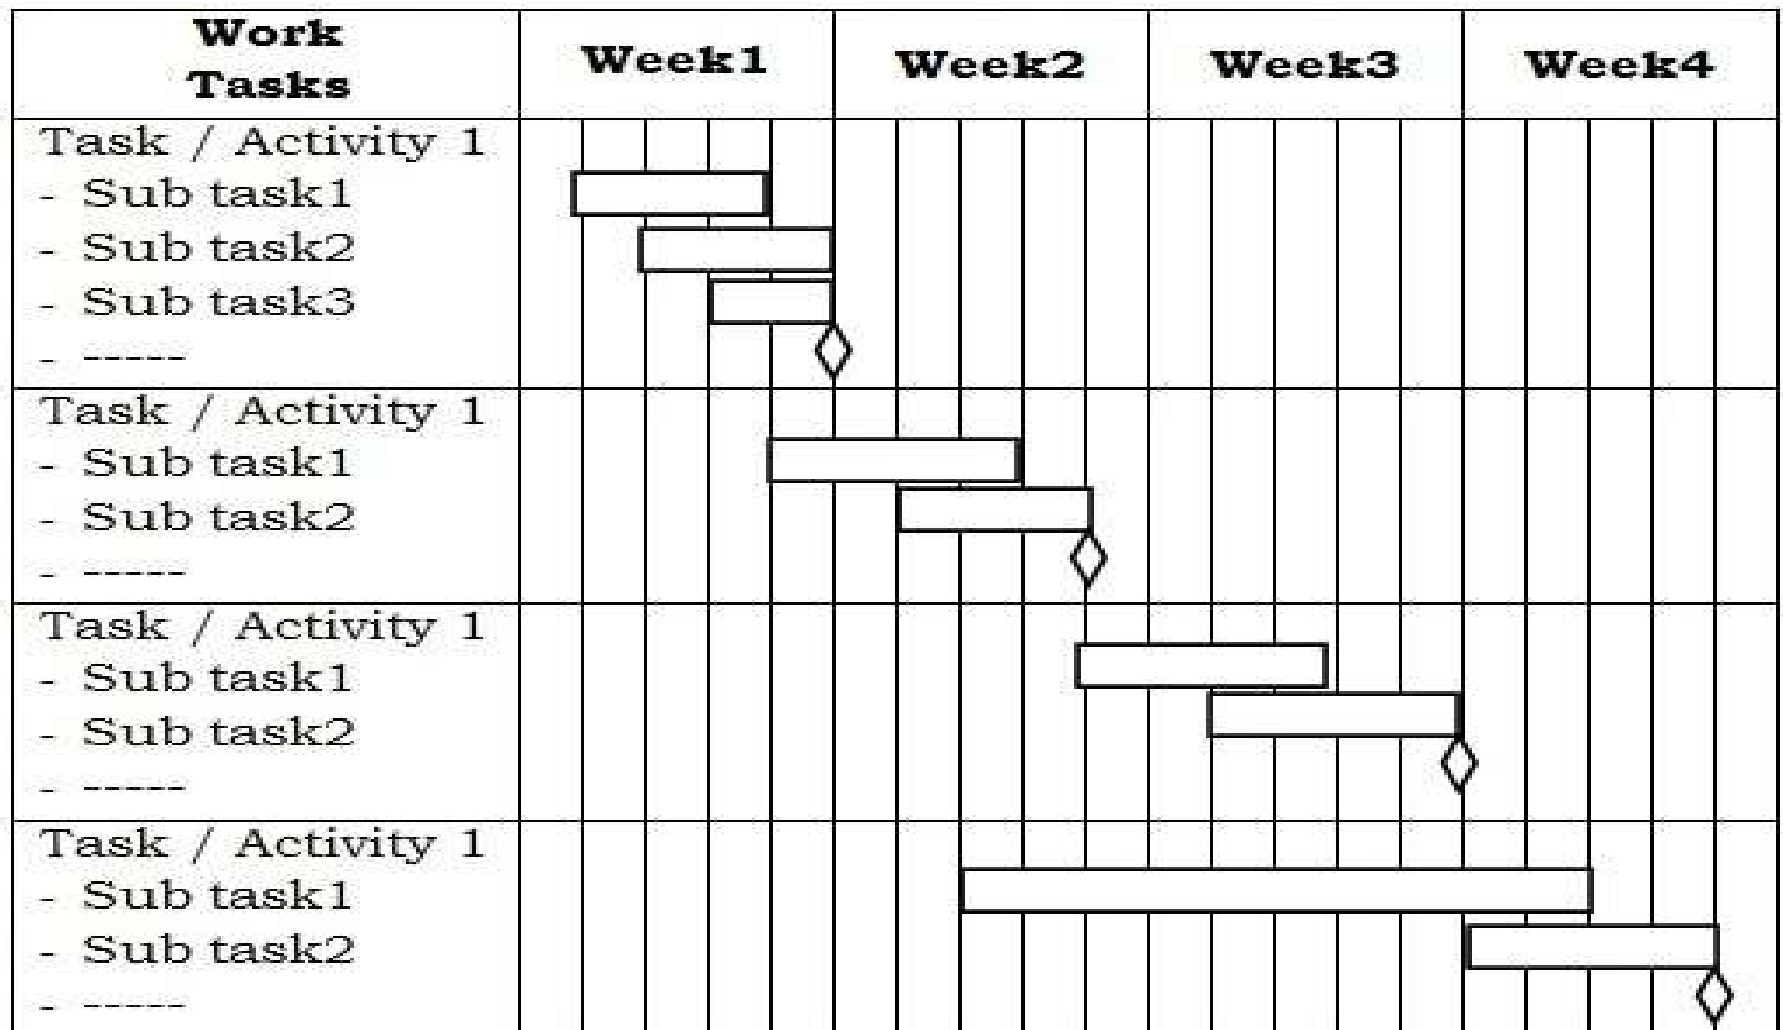 Work
Tasks
Week1
Week2
Week3
Week4
Task / Activity 1
- Sub task1
- Sub task2
- Sub task3
- -----
Task / Activity 1
- Sub task1
- Sub task2
- -----
Task / Activity 1
- Sub task1
- Sub task2
- -----
Task / Activity 1
- Sub task1
- Sub task2
- -----